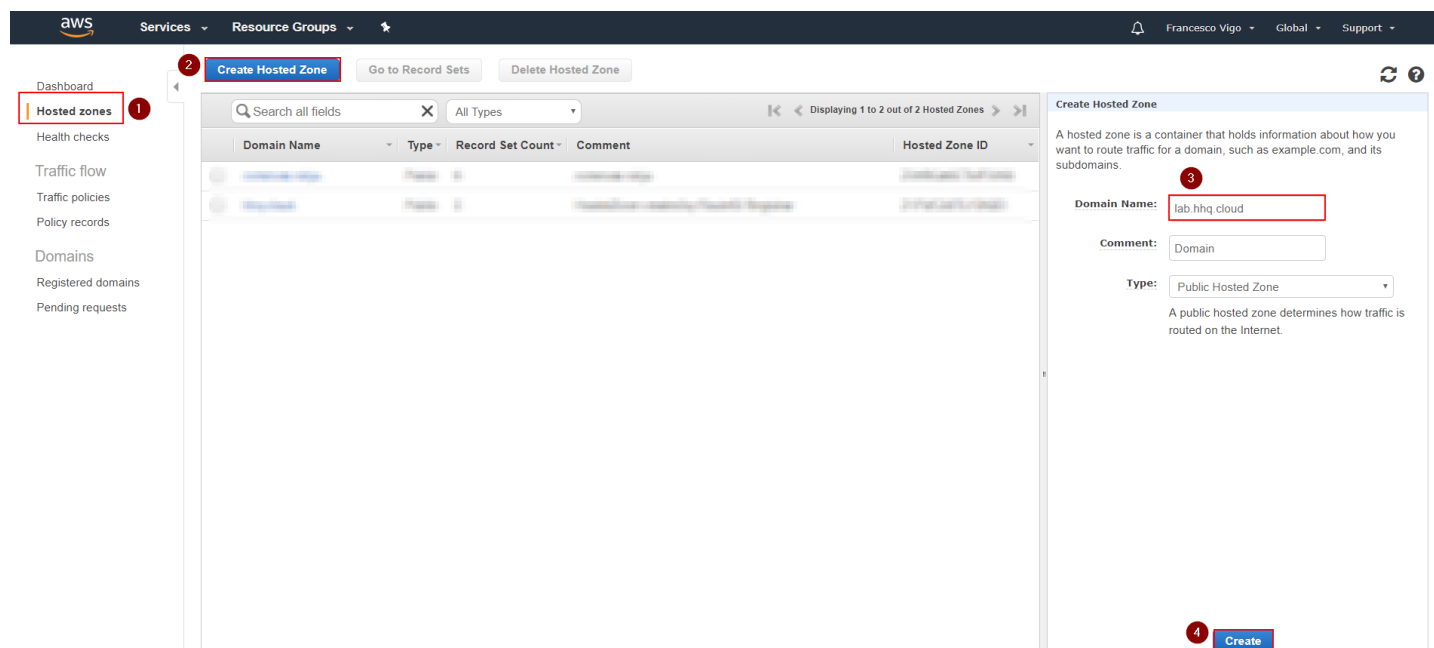 aws Services Resource Groups Francesco Vigo Global Support
2 Create Hosted Zone Go to Record Sets Delete Hosted Zone
Dashboard
Hosted zones 1
Health checks
Traffic flow
Traffic policies
Policy records
Domains
Registered domains
Pending requests
Search all fields All Types Displaying 1 to 2 out of 2 Hosted Zones
Domain Name Type Record Set Count Comment Hosted Zone ID
Create Hosted Zone
A hosted zone is a container that holds information about how you
want to route traffic for a domain, such as example.com, and its
subdomains.
3
Domain Name: lab.hhq.cloud
Comment: Domain
Type: Public Hosted Zone
A public hosted zone determines how traffic is
routed on the Internet.
4 Create